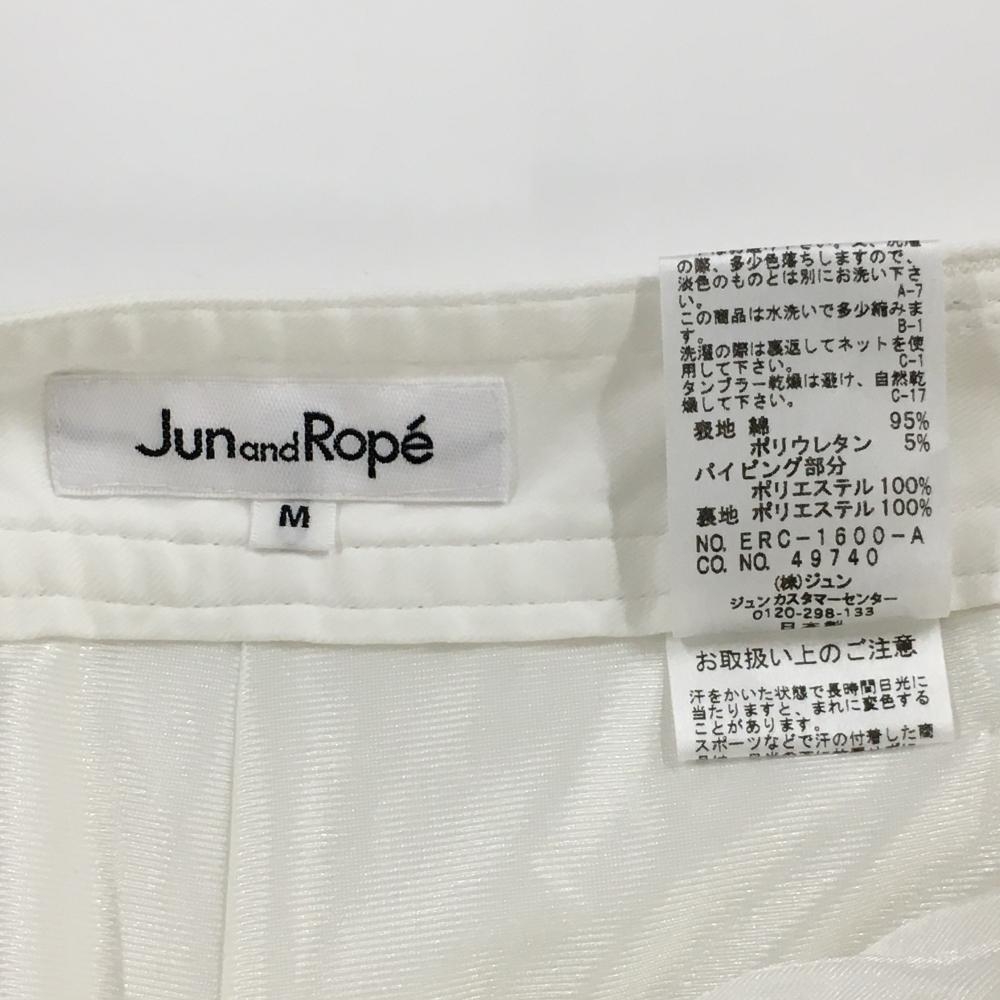 Jun and Ropé
M
の際、多少色落ちしますので、
淡色のものとは別にお洗い下さ
い。 A-7
この商品は水洗いで多少縮みま
す。 B-1
洗濯の際は裏返してネットを使
用して下さい。 C-1
タンブラー乾燥は避け、自然乾
燥して下さい。 C-17
表地 綿 95%
ポリウレタン 5%
パイピング部分
ポリエステル 100%
裏地 ポリエステル 100%
NO. ERC-1600-A
CO. NO. 49740
(株)ジュン
ジュンカスタマーセンター
0120-298-133
日本製
お取扱い上のご注意
汗をかいた状態で長時間日光に
当たりますと、まれに変色する
ことがあります。
スポーツなどで汗の付着した商